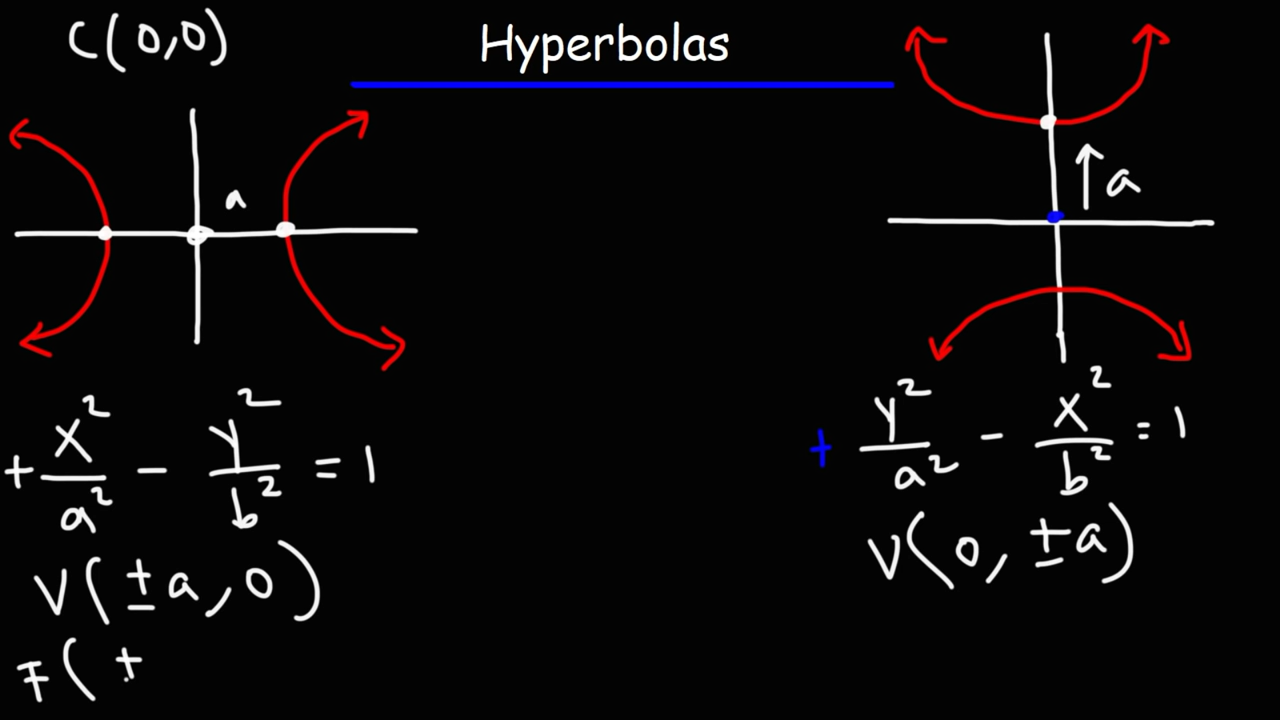 C(0,0)
Hyperbolas
a
a
+ x²/a² - y²/b² = 1
+ y²/a² - x²/b² = 1
V(±a,0)
V(0,±a)
F(+